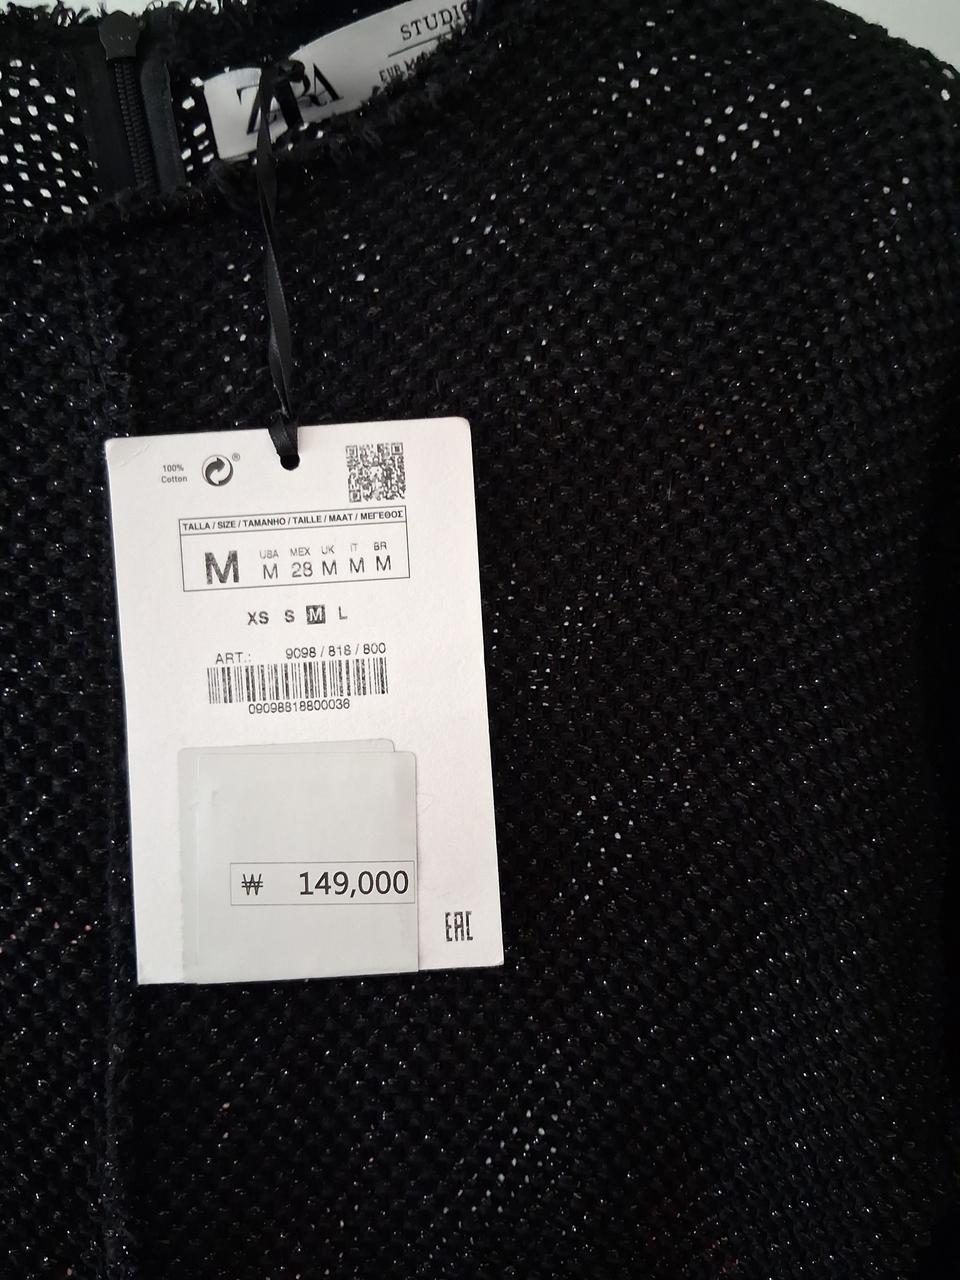 STUDIO
ZARA
EUR M
100%
Cotton
®
TALLA / SIZE / TAMANHO / TAILLE / MAAT / ΜΕΓΕΘΟΣ
M
USA MEX UK IT BR
M 28 M M M
XS S M L
ART.: 9098 / 818 / 800
09098818800036
₩ 149,000
EAC